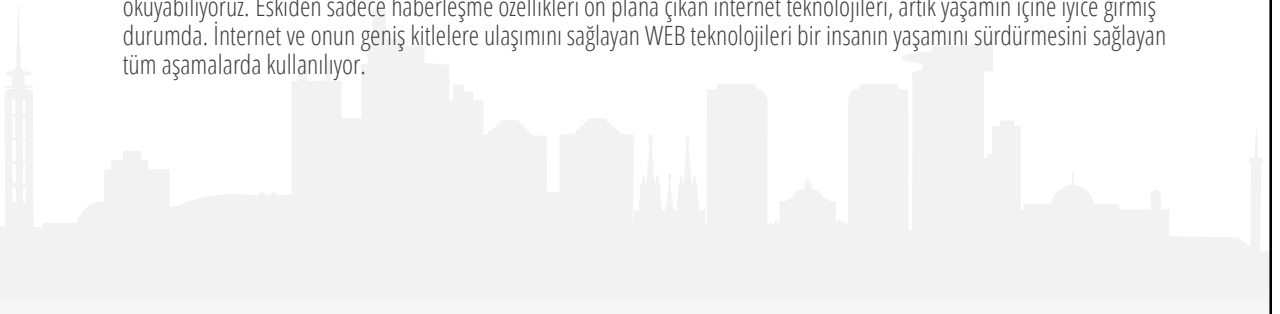 okuyabiliyoruz. Eskiden sadece haberleşme özellikleri ön plana çıkan internet teknolojileri, artık yaşamın içine iyice girmiş
durumda. İnternet ve onun geniş kitlelere ulaşımını sağlayan WEB teknolojileri bir insanın yaşamını sürdürmesini sağlayan
tüm aşamalarda kullanılıyor.